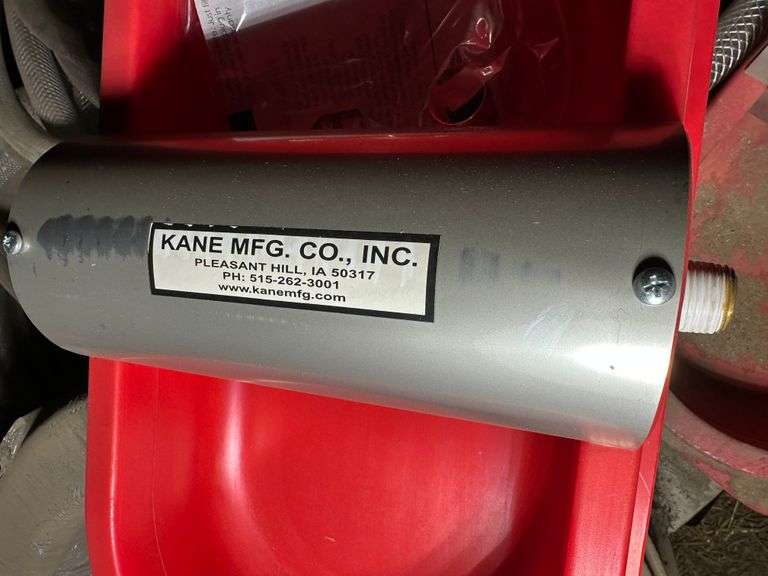 KANE MFG. CO., INC.
PLEASANT HILL, IA 50317
PH: 515-262-3001
www.kanemfg.com